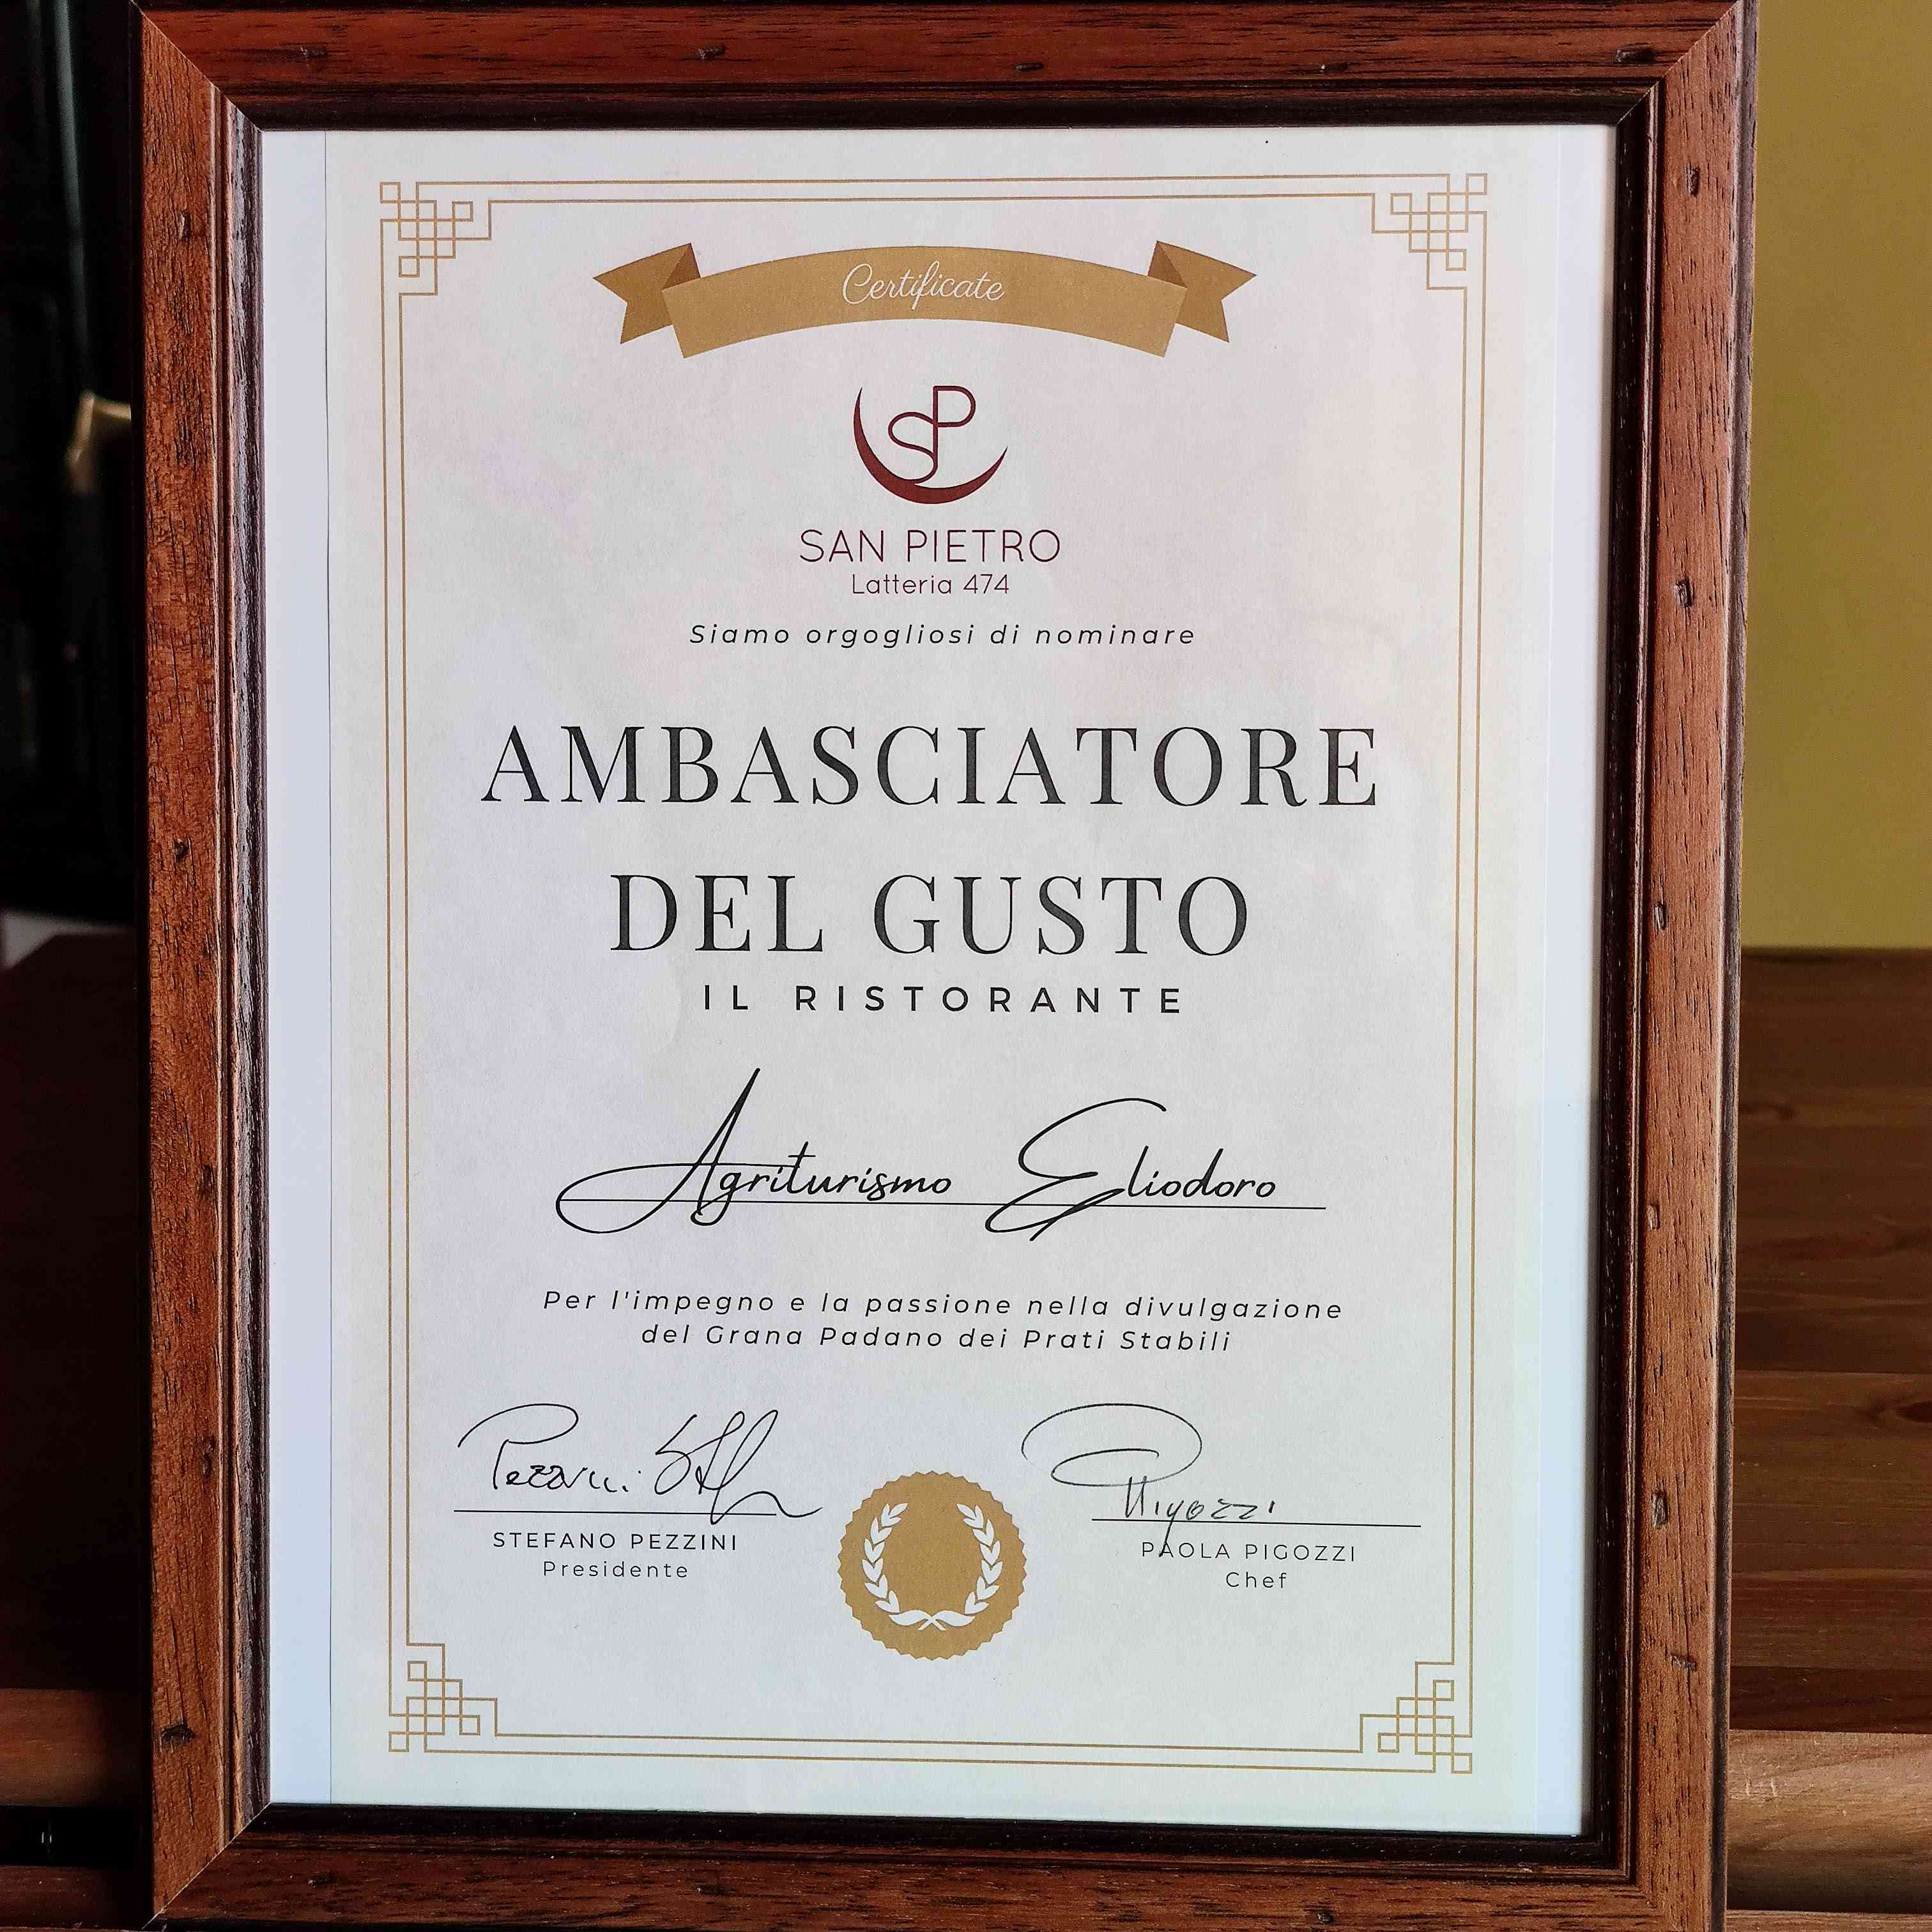 Certificate
SP
SAN PIETRO
Latteria 474
Siamo orgogliosi di nominare
AMBASCIATORE
DEL GUSTO
IL RISTORANTE
Agriturismo Eliodoro
Per l'impegno e la passione nella divulgazione
del Grana Padano dei Prati Stabili
Pigozzi
STEFANO PEZZINI
Presidente
PAOLA PIGOZZI
Chef